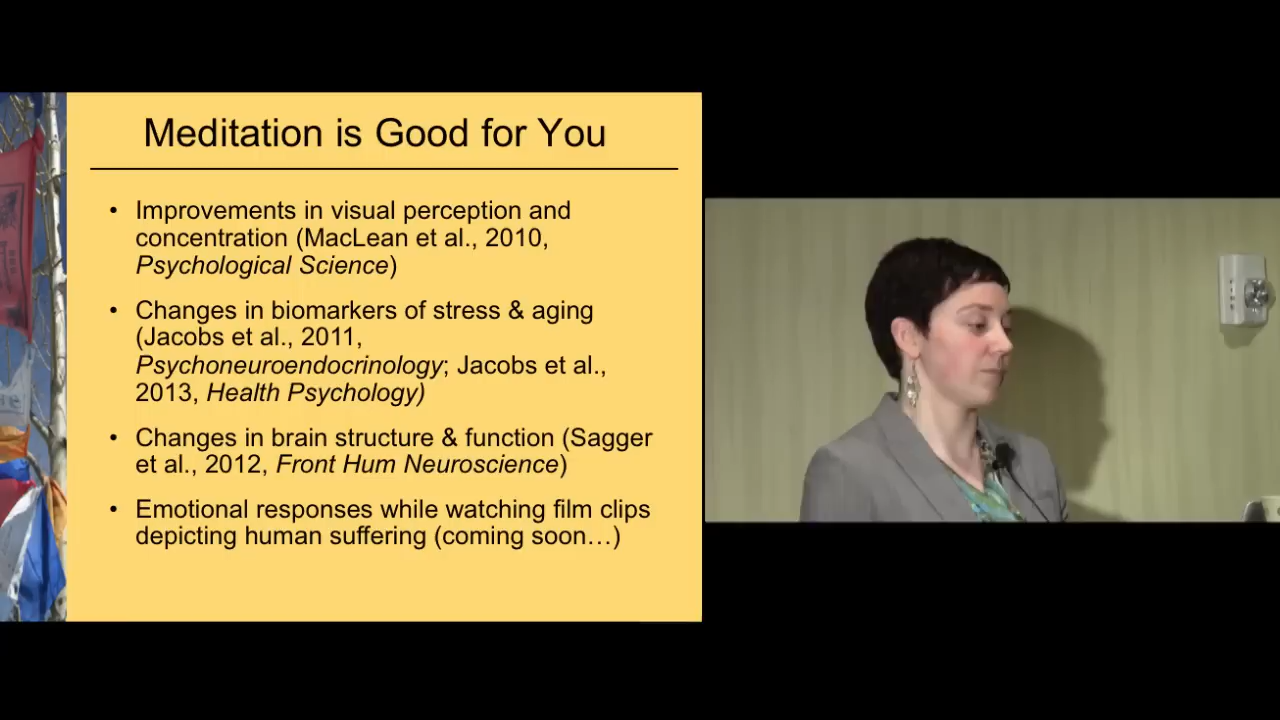 Meditation is Good for You
• Improvements in visual perception and
concentration (MacLean et al., 2010,
Psychological Science)
• Changes in biomarkers of stress & aging
(Jacobs et al., 2011,
Psychoneuroendocrinology; Jacobs et al.,
2013, Health Psychology)
• Changes in brain structure & function (Sagger
et al., 2012, Front Hum Neuroscience)
• Emotional responses while watching film clips
depicting human suffering (coming soon…)